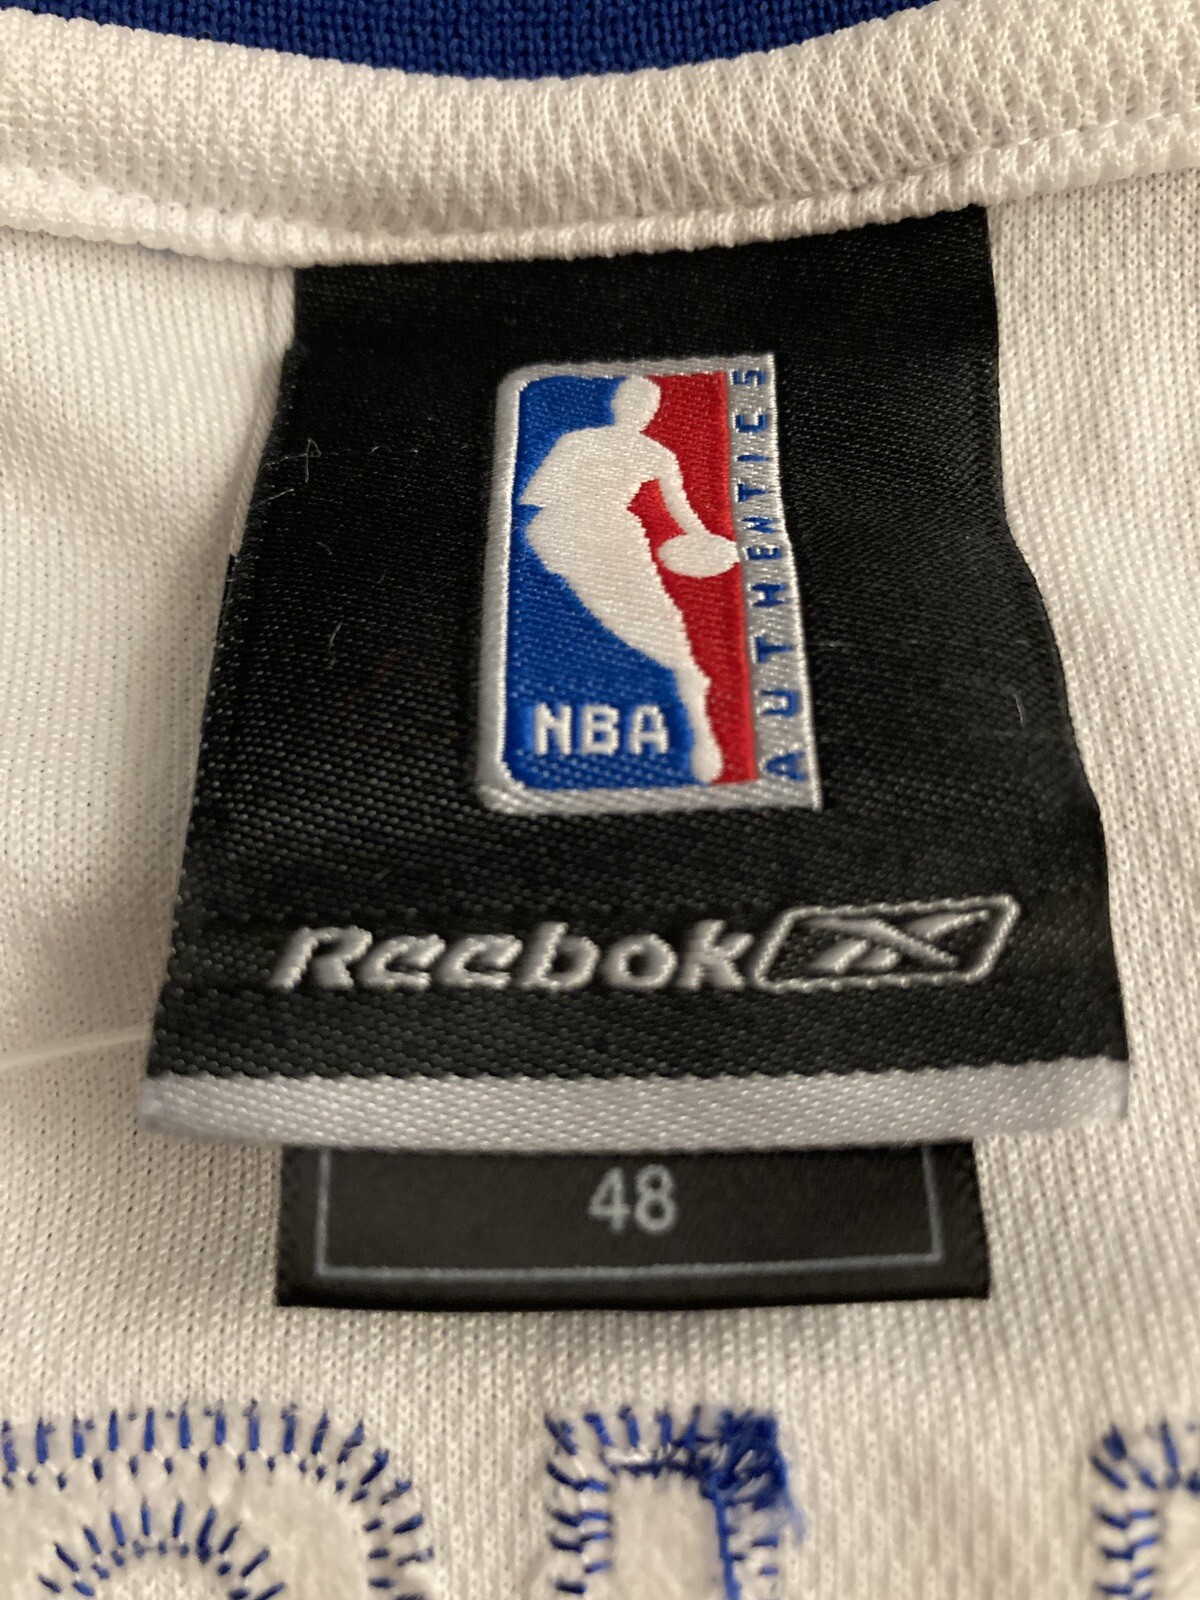 NBA
AUTHENTICS
Reebok
48